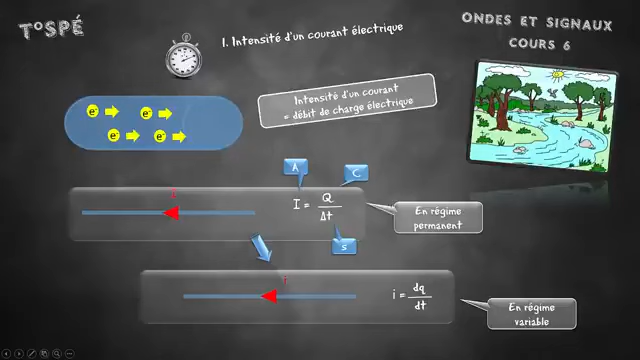 T°SPÉ
ONDES ET SIGNAUX
COURS 6
1. Intensité d'un courant électrique
Intensité d'un courant
= débit de charge électrique
e⁻ e⁻
e⁻ e⁻
A
C
I
I = Q / Δt
s
En régime
permanent
i
i = dq / dt
En régime
variable